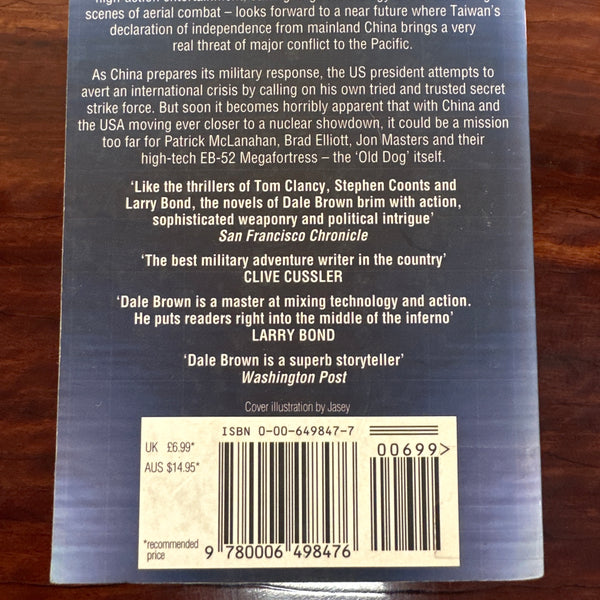 scenes of aerial combat – looks forward to a near future where Taiwan's
declaration of independence from mainland China brings a very
real threat of major conflict to the Pacific.
As China prepares its military response, the US president attempts to
avert an international crisis by calling on his own tried and trusted secret
strike force. But soon it becomes horribly apparent that with China and
the USA moving ever closer to a nuclear showdown, it could be a mission
too far for Patrick McLanahan, Brad Elliott, Jon Masters and their
high-tech EB-52 Megafortress – the 'Old Dog' itself.
'Like the thrillers of Tom Clancy, Stephen Coonts and
Larry Bond, the novels of Dale Brown brim with action,
sophisticated weaponry and political intrigue'
San Francisco Chronicle
'The best military adventure writer in the country'
CLIVE CUSSLER
'Dale Brown is a master at mixing technology and action.
He puts readers right into the middle of the inferno'
LARRY BOND
'Dale Brown is a superb storyteller'
Washington Post
Cover illustration by Jasey
ISBN 0-00-649847-7
UK £6.99*
AUS $14.95*
00699>
*recommended
price
9 780006 498476